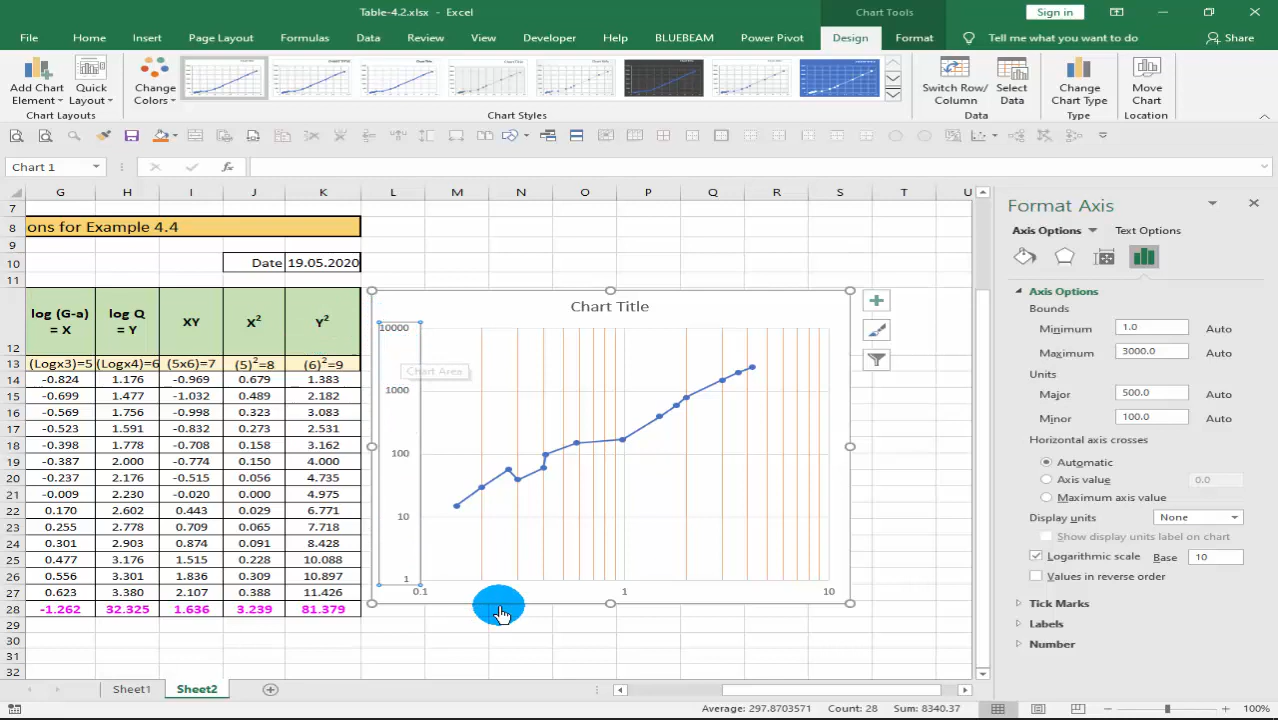 Table-4.2.xlsx - Excel
Chart Tools
Sign in
File Home Insert Page Layout Formulas Data Review View Developer Help BLUEBEAM Power Pivot Design Format Tell me what you want to do Share
Add Chart Element
Quick Layout
Change Colors
Switch Row/ Column
Select Data
Change Chart Type
Move Chart
Chart Layouts
Chart Styles
Data
Type
Location
Chart 1
fx
G H I J K L M N O P Q R S T U
7
8 ons for Example 4.4
9
10 Date 19.05.2020
11
12 log (G-a) = X log Q = Y XY X² Y²
13 (Logx3)=5 (Logx4)=6 (5x6)=7 (5)²=8 (6)²=9
14 -0.824 1.176 -0.969 0.679 1.383
15 -0.699 1.477 -1.032 0.489 2.182
16 -0.569 1.756 -0.998 0.323 3.083
17 -0.523 1.591 -0.832 0.273 2.531
18 -0.398 1.778 -0.708 0.158 3.162
19 -0.387 2.000 -0.774 0.150 4.000
20 -0.237 2.176 -0.515 0.056 4.735
21 -0.009 2.230 -0.020 0.000 4.975
22 0.170 2.602 0.443 0.029 6.771
23 0.255 2.778 0.709 0.065 7.718
24 0.301 2.903 0.874 0.091 8.428
25 0.477 3.176 1.515 0.228 10.088
26 0.556 3.301 1.836 0.309 10.897
27 0.623 3.380 2.107 0.388 11.426
28 -1.262 32.325 1.636 3.239 81.379
29
30
31
32
Chart Title
10000
Chart Area
1000
100
10
1
0.1 1 10
Format Axis
Axis Options Text Options
Axis Options
Bounds
Minimum 1.0 Auto
Maximum 3000.0 Auto
Units
Major 500.0 Auto
Minor 100.0 Auto
Horizontal axis crosses
Automatic
Axis value 0.0
Maximum axis value
Display units None
Show display units label on chart
Logarithmic scale Base 10
Values in reverse order
Tick Marks
Labels
Number
Sheet1 Sheet2
Average: 297.8703571 Count: 28 Sum: 8340.37 100%